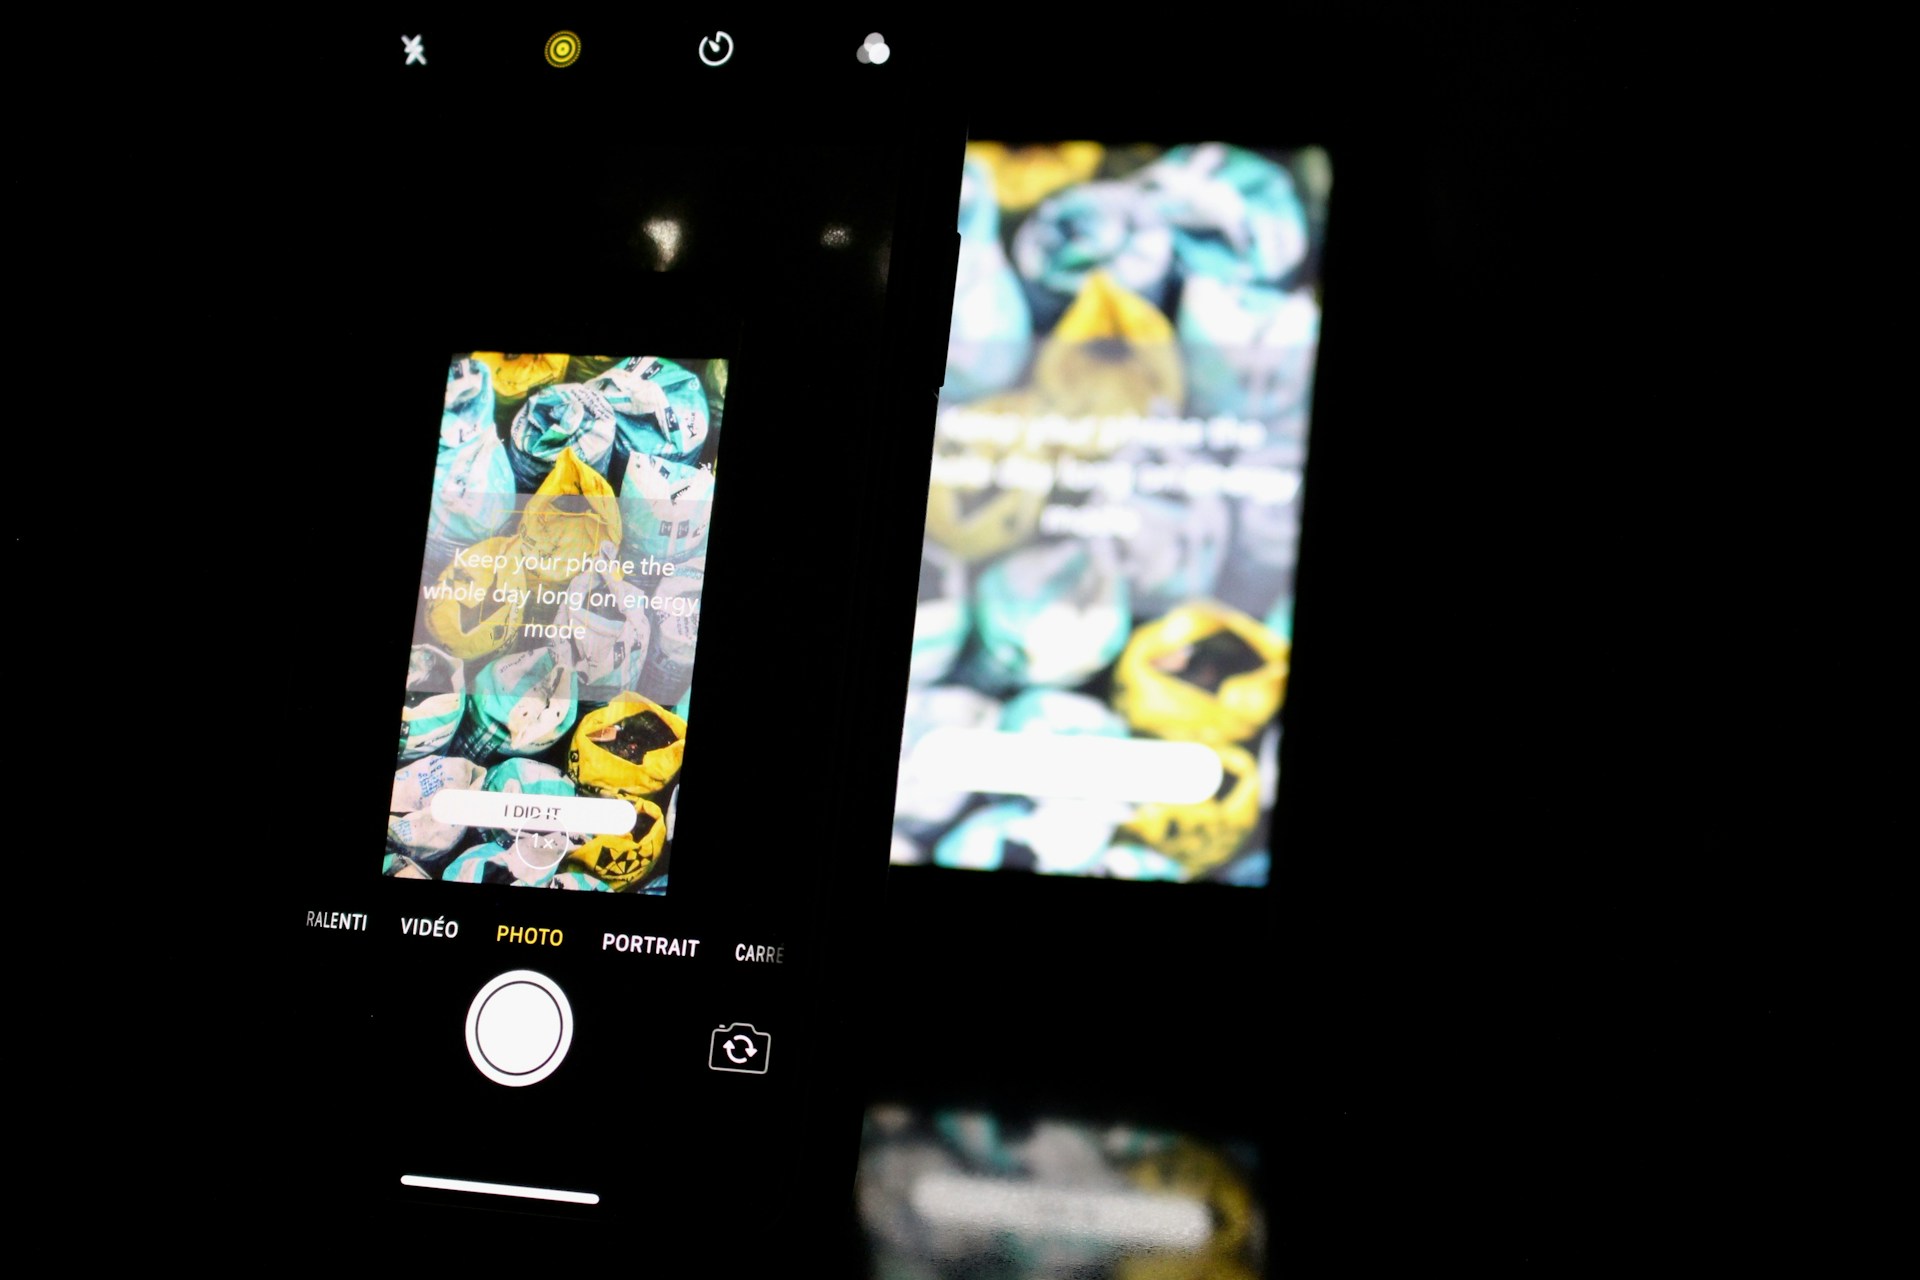 Keep your phone the
whole day long on energy
mode
I DID IT
1x
RALENTI VIDÉO PHOTO PORTRAIT CARRÉ